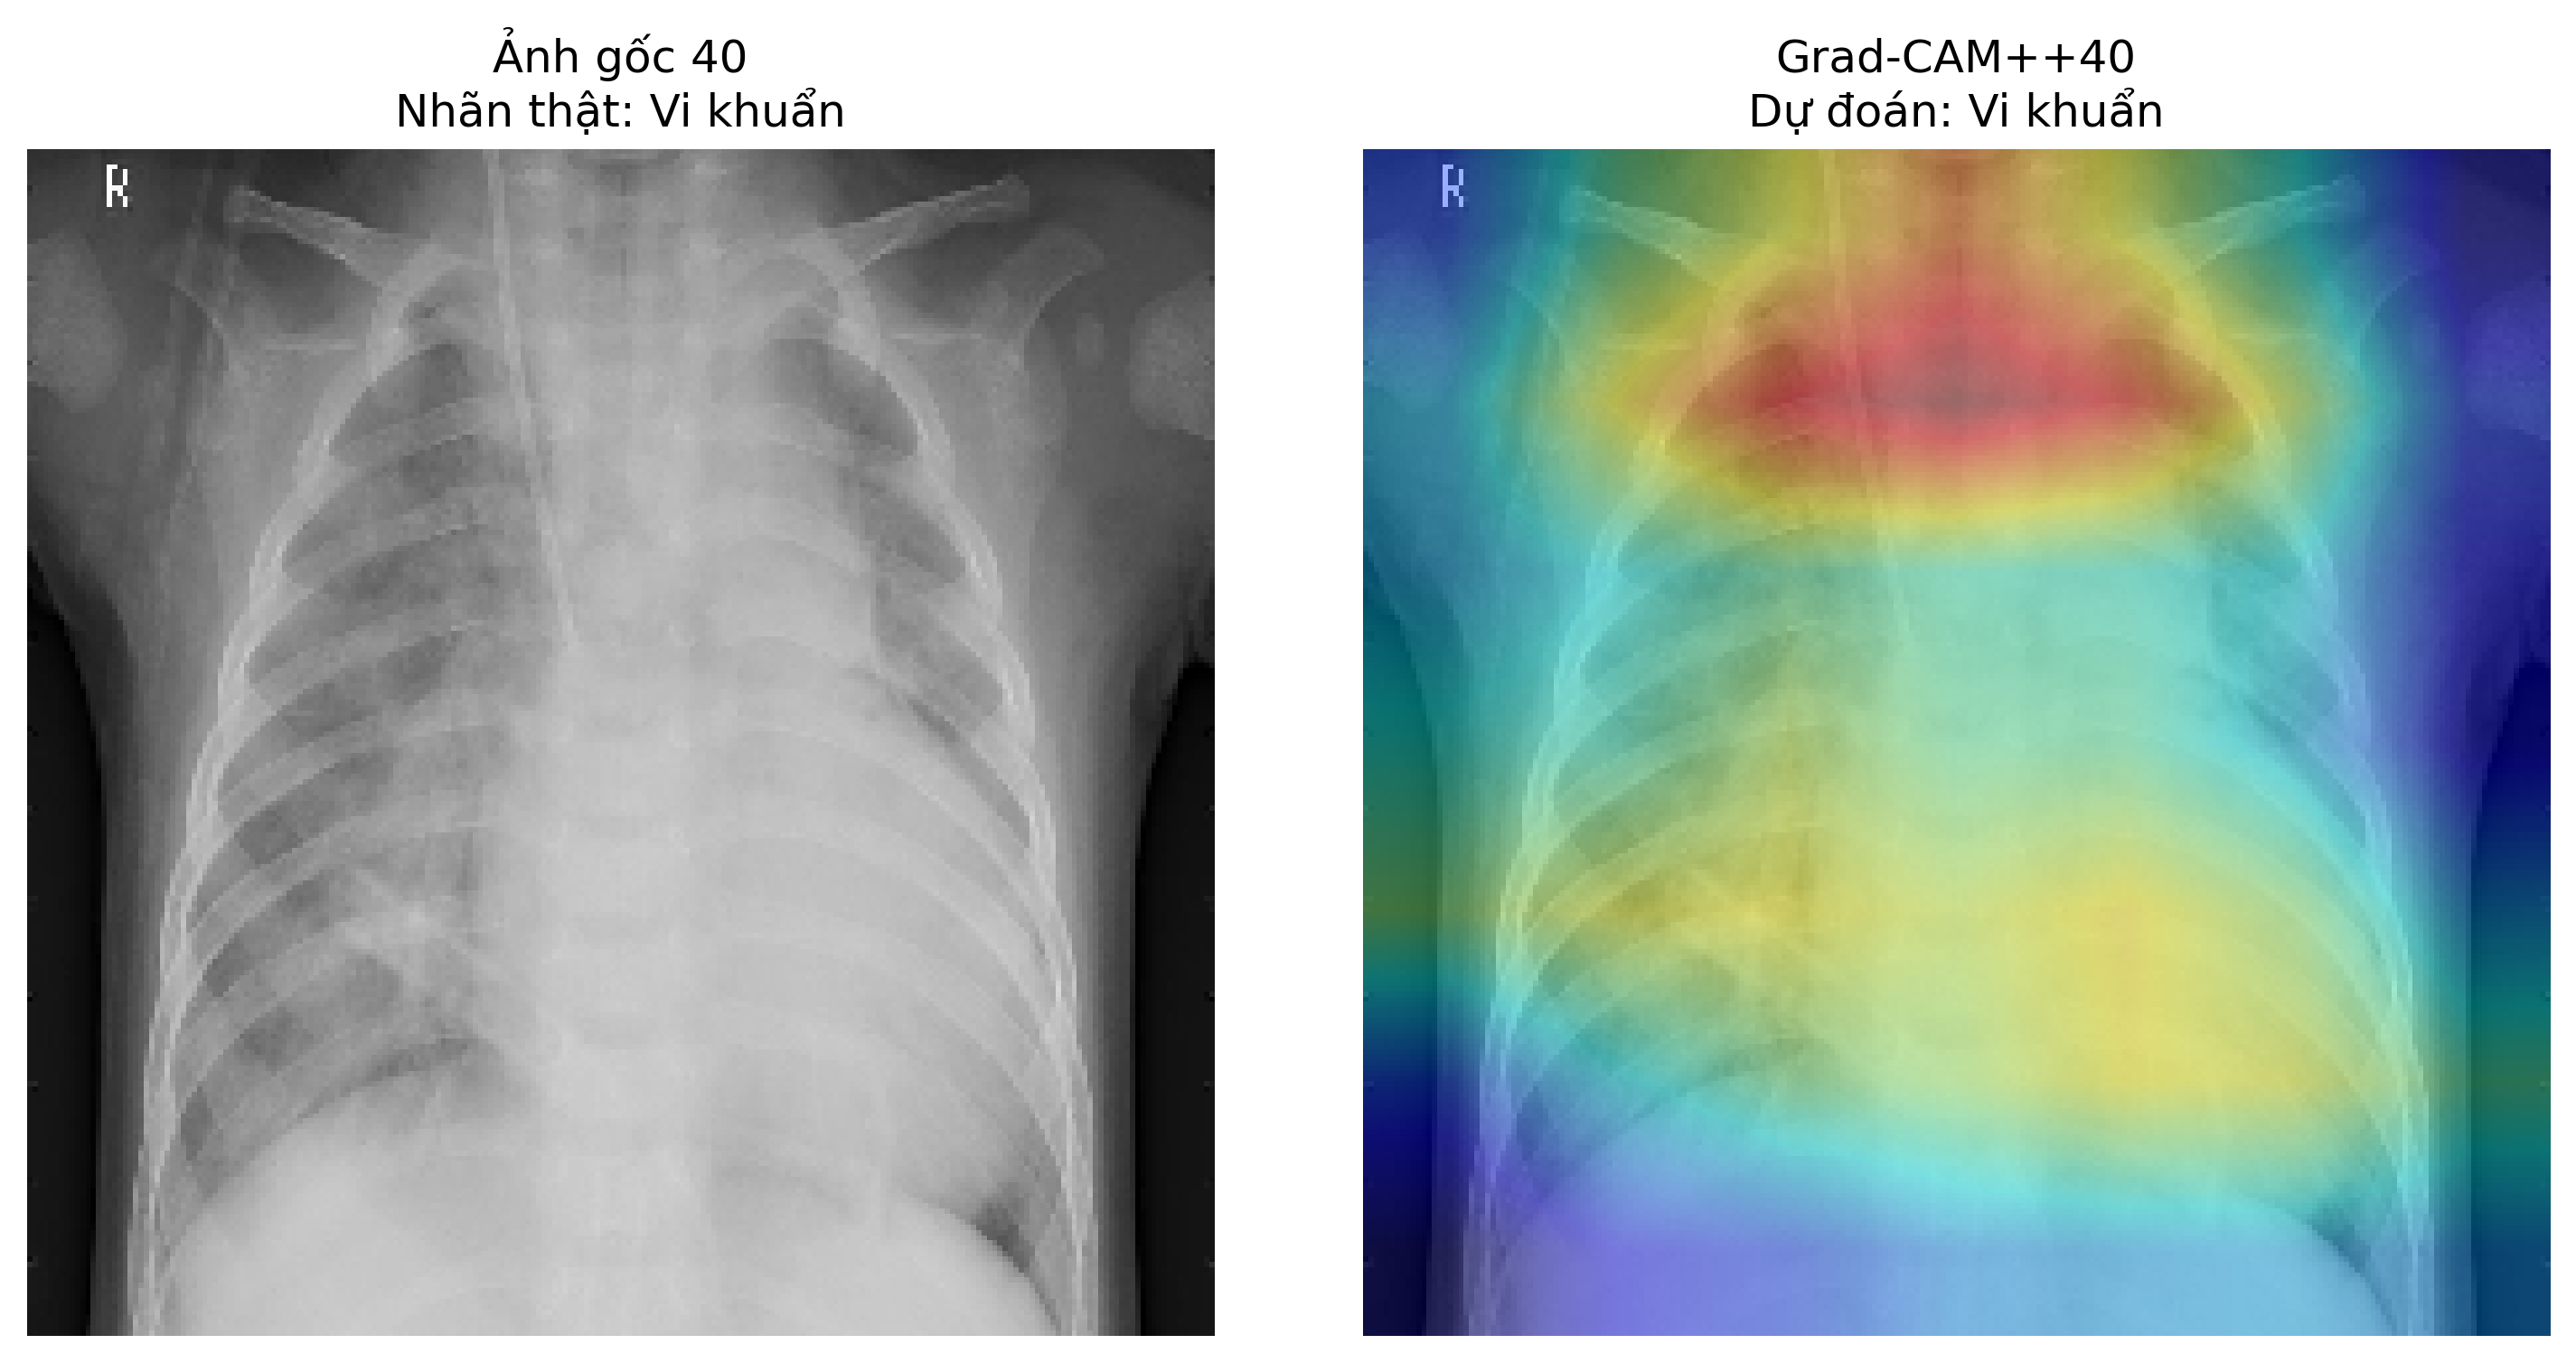 Ảnh gốc 40
Nhãn thật: Vi khuẩn
R
Grad-CAM++40
Dự đoán: Vi khuẩn
R